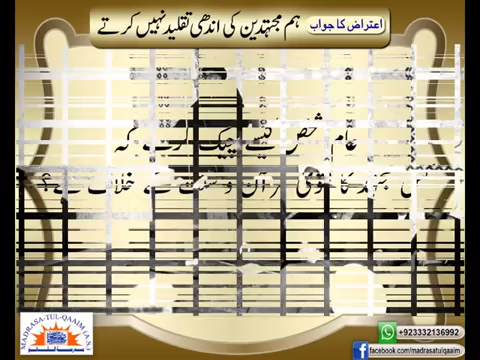 اعتراض کا جواب ہم مجتہدین کی اندھی تقلید نہیں کرتے
عام شخص کیسے چیک کرے کہ
کا فتویٰ قرآن و سنت کے خلاف ہے؟
MADRASA-TUL-QAAIM (A.S)
+923332136992
facebook.com/madrasatulqaaim